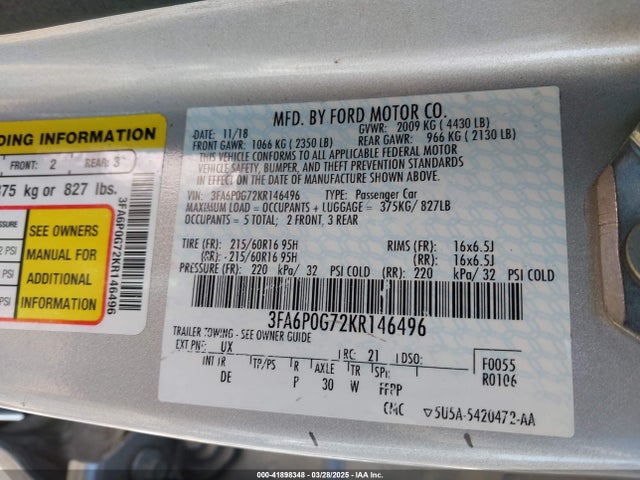 DING INFORMATION
FRONT: 2 REAR: 3
375 kg or 827 lbs.
SEE OWNERS
MANUAL FOR
ADDITIONAL
INFORMATION
3FA6P0G72KR146496
MFD. BY FORD MOTOR CO.
DATE: 11/18 GVWR: 2009 KG ( 4430 LB)
FRONT GAWR: 1066 KG ( 2350 LB) REAR GAWR: 966 KG ( 2130 LB)
THIS VEHICLE CONFORMS TO ALL APPLICABLE FEDERAL MOTOR
VEHICLE SAFETY, BUMPER, AND THEFT PREVENTION STANDARDS
IN EFFECT ON THE DATE OF MANUFACTURE SHOWN ABOVE.
VIN: 3FA6P0G72KR146496 TYPE: Passenger Car
MAXIMUM LOAD = OCCUPANTS + LUGGAGE = 375KG/ 827LB
OCCUPANTS = 5 TOTAL; 2 FRONT, 3 REAR
TIRE (FR): 215/60R16 95H RIMS (FR): 16x6.5J
(RR): 215/60R16 95H (RR): 16x6.5J
PRESSURE (FR): 220 kPa/ 32 PSI COLD (RR): 220 kPa/ 32 PSI COLD
3FA6P0G72KR146496
TRAILER TOWING - SEE OWNER GUIDE
EXT PNT: UX RC: 21 DSO:
INT TR TP/PS R AXLE TR SPR F0055
DE P 30 W FFPP R0106
CMC ▽5U5A-5420472-AA
000-41898348 - 03/28/2025 - IAA Inc.